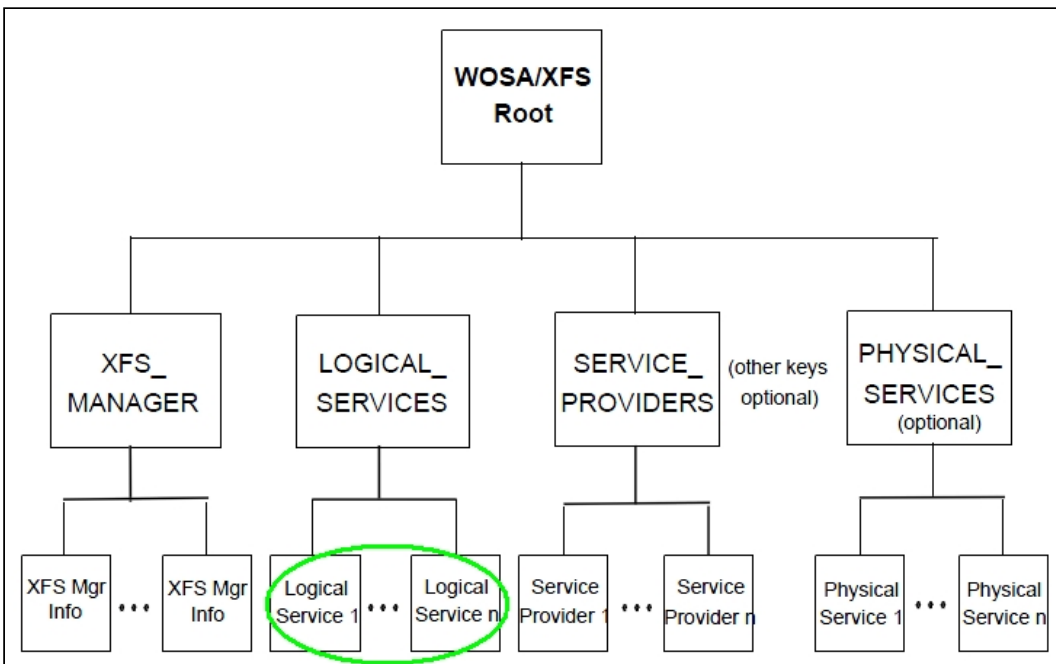 WOSA/XFS
Root
XFS_
MANAGER
LOGICAL_
SERVICES
SERVICE_
PROVIDERS
(other keys
optional)
PHYSICAL_
SERVICES
(optional)
XFS Mgr
Info
...
XFS Mgr
Info
Logical
Service 1
...
Logical
Service n
Service
Provider 1
...
Service
Provider n
Physical
Service 1
...
Physical
Service n